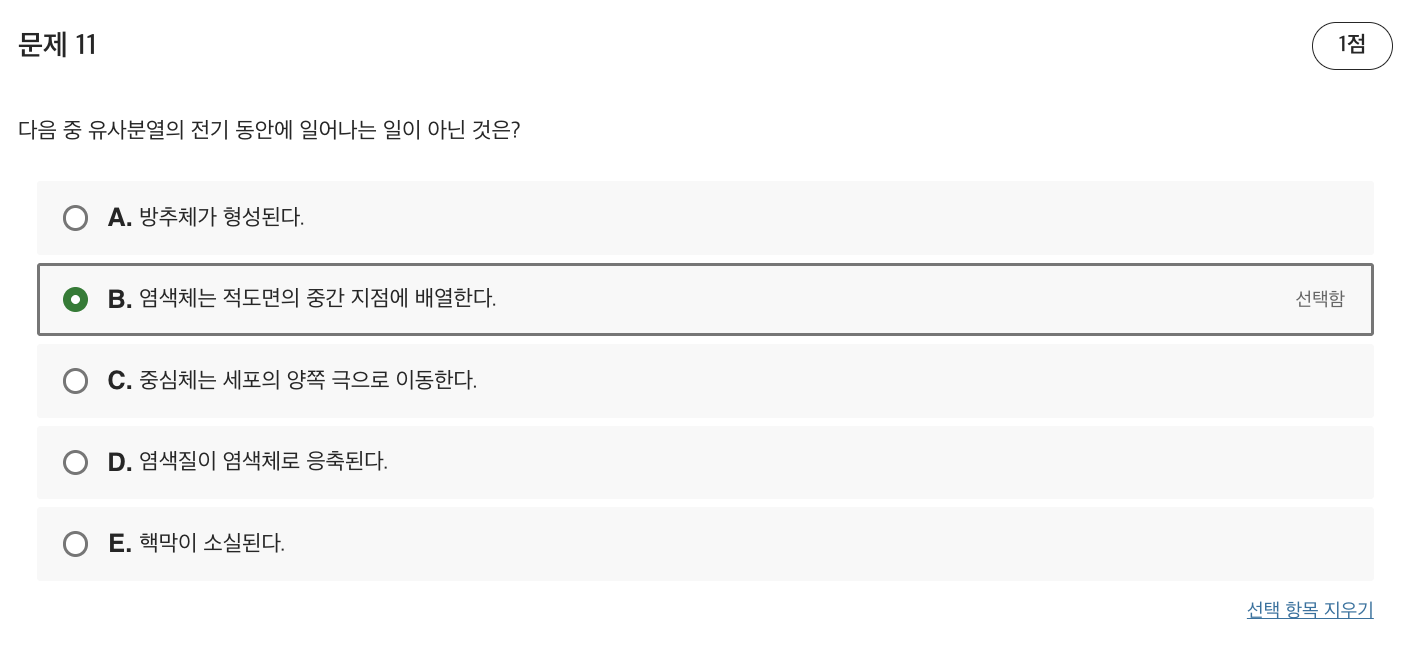 문제 11
1점
다음 중 유사분열의 전기 동안에 일어나는 일이 아닌 것은?
A. 방추체가 형성된다.
B. 염색체는 적도면의 중간 지점에 배열한다.
선택함
C. 중심체는 세포의 양쪽 극으로 이동한다.
D. 염색질이 염색체로 응축된다.
E. 핵막이 소실된다.
선택 항목 지우기